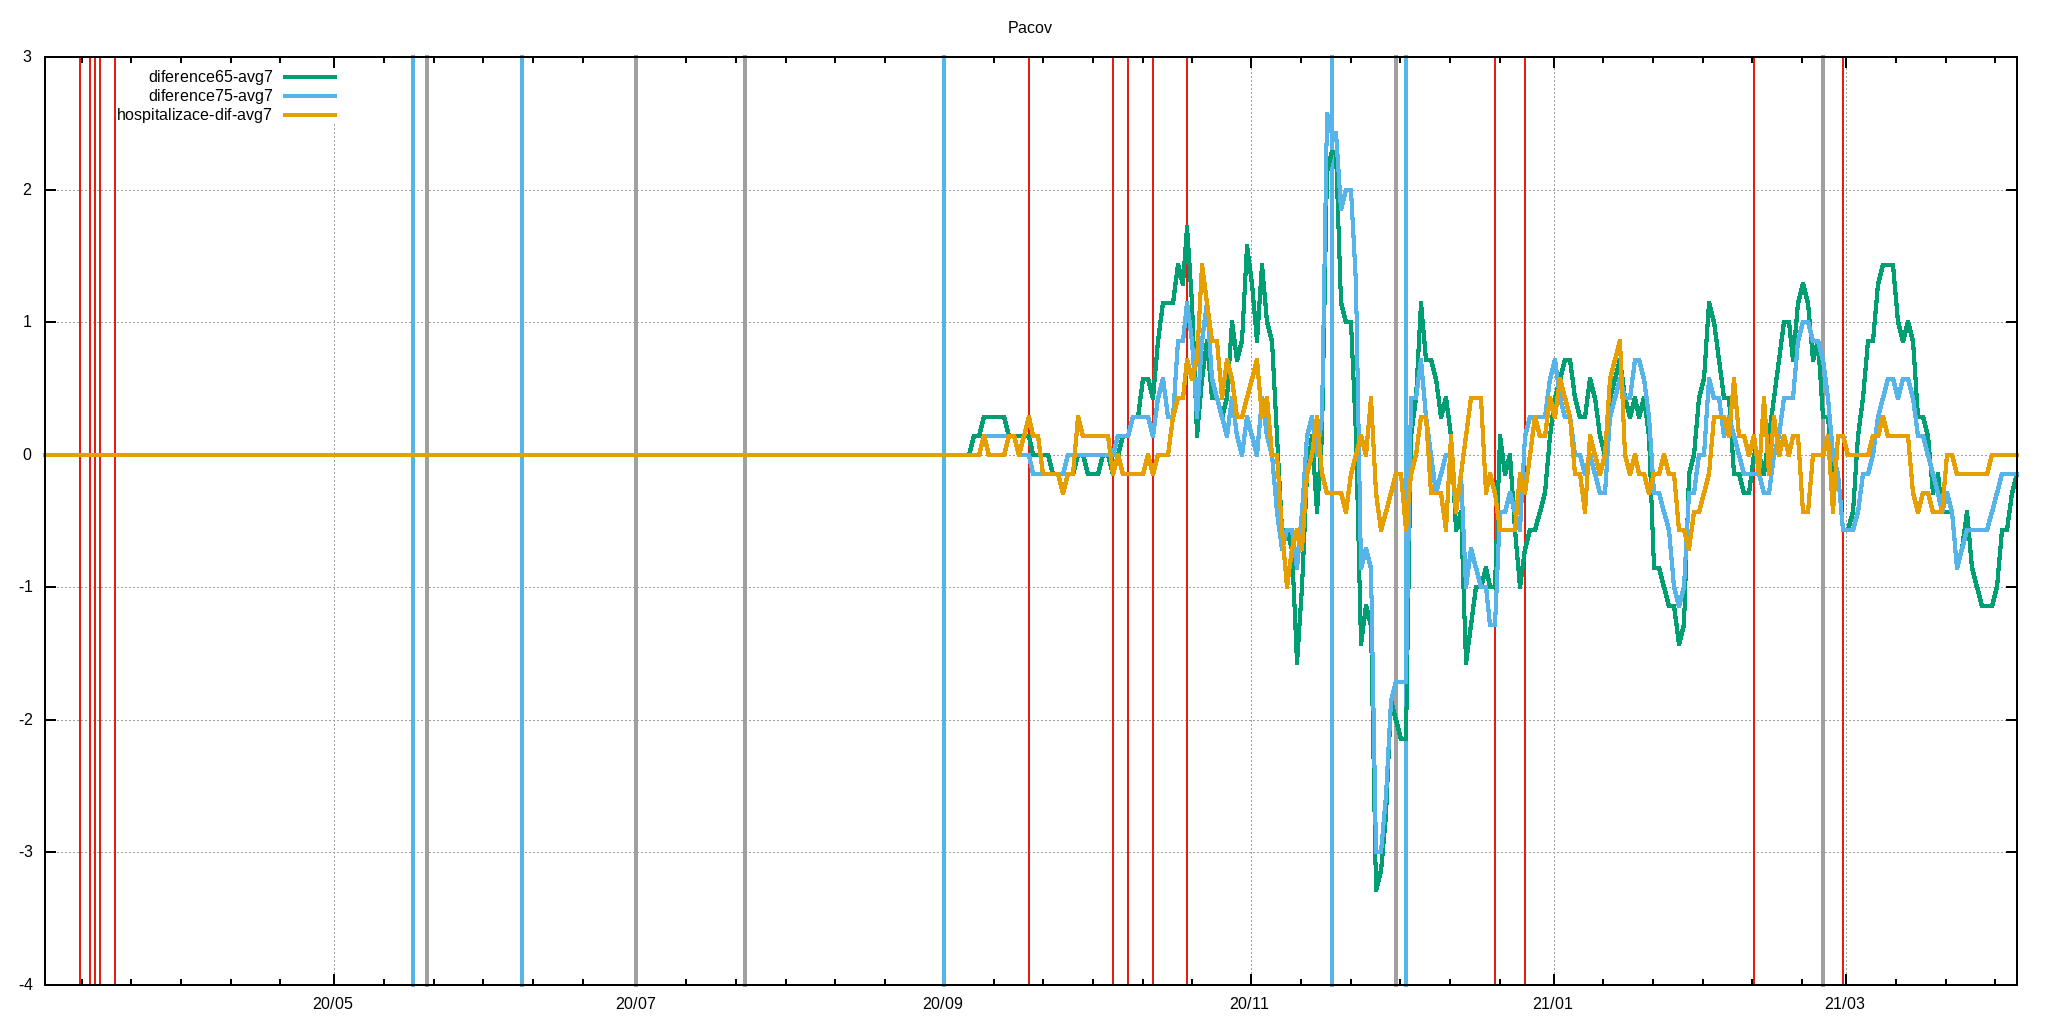 Pacov
3
diference65-avg7
diference75-avg7
hospitalizace-dif-avg7
2
1
0
-1
-2
-3
-4
20/05 20/07 20/09 20/11 21/01 21/03